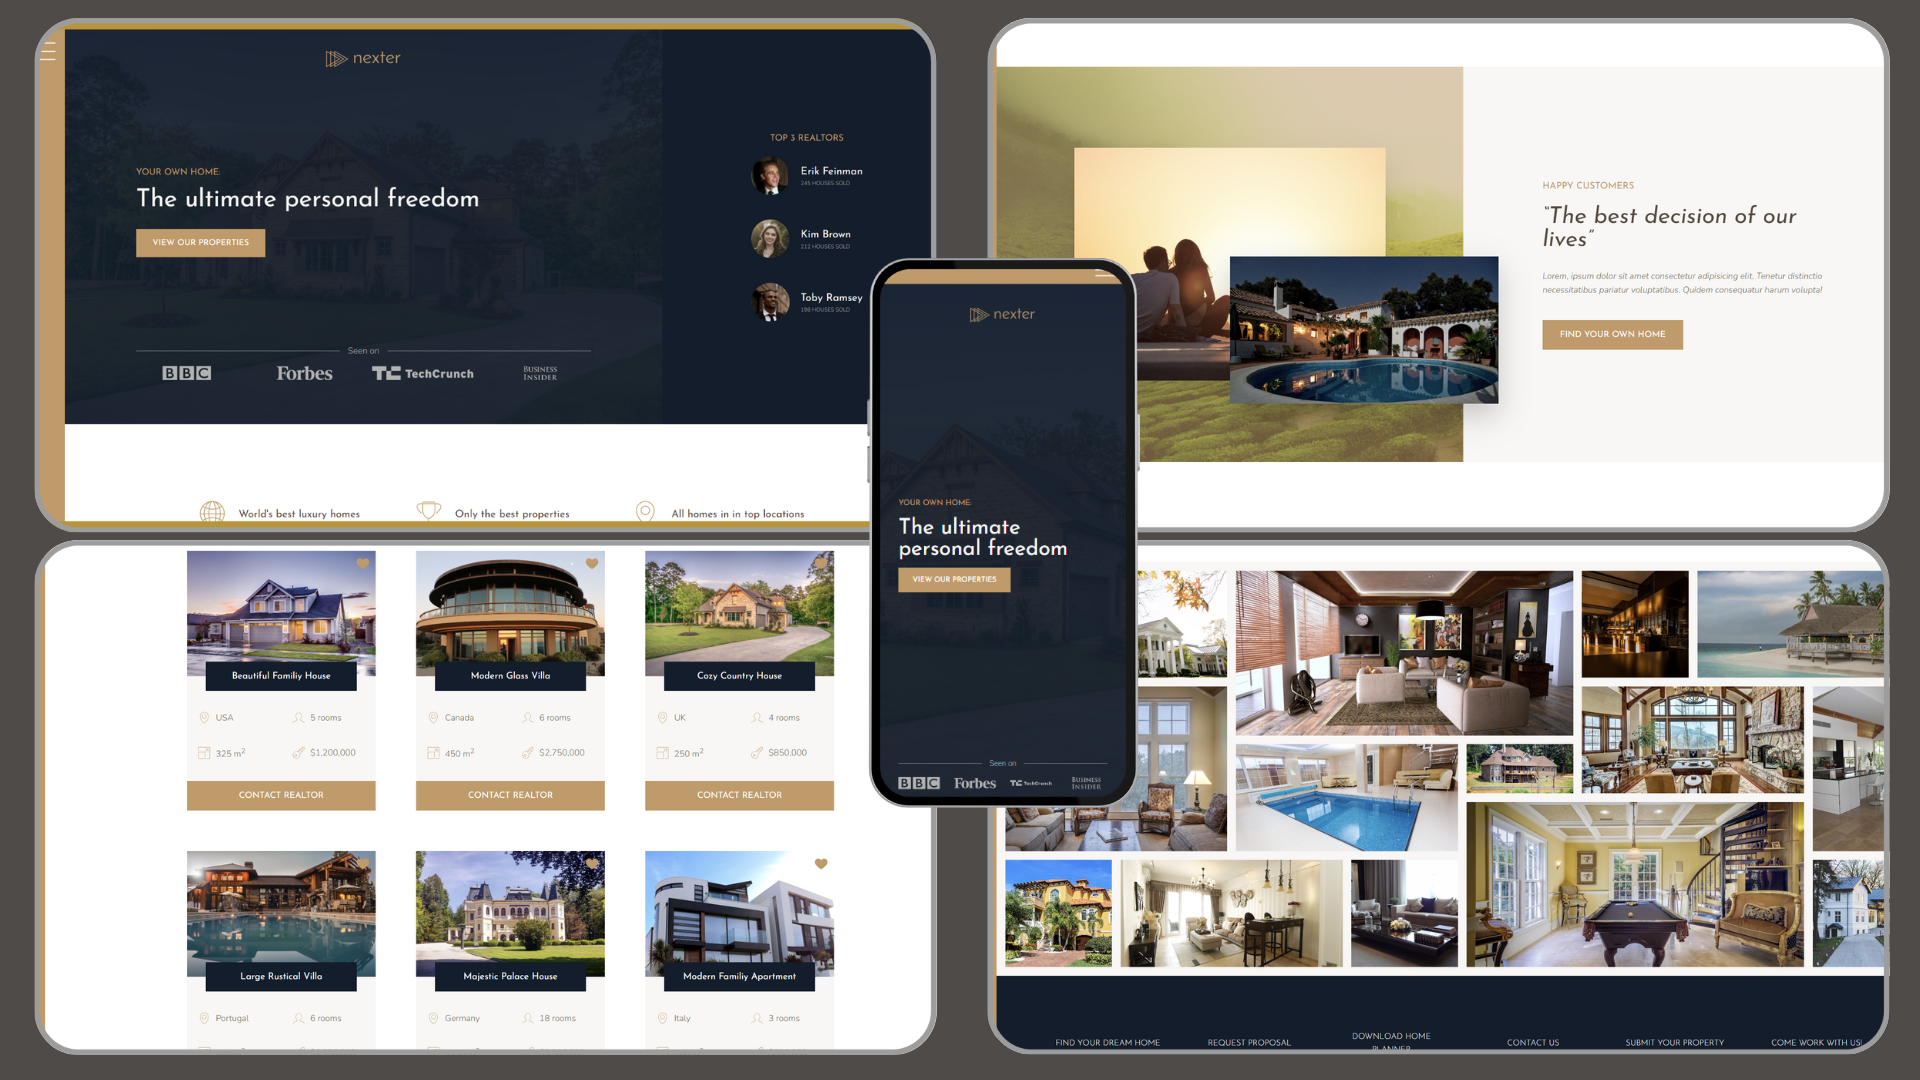 nexter
YOUR OWN HOME:
The ultimate personal freedom
VIEW OUR PROPERTIES
Seen on
BBC
Forbes
TC TechCrunch
BUSINESS
INSIDER
TOP 3 REALTORS
Erik Feinman
245 HOUSES SOLD
Kim Brown
212 HOUSES SOLD
Toby Ramsey
198 HOUSES SOLD
World's best luxury homes
Only the best properties
All homes in in top locations
HAPPY CUSTOMERS
"The best decision of our
lives"
Lorem, ipsum dolor sit amet consectetur adipisicing elit. Tenetur distinctio
necessitatibus pariatur voluptatibus. Quidem consequatur harum volupta!
FIND YOUR OWN HOME
nexter
YOUR OWN HOME:
The ultimate
personal freedom
VIEW OUR PROPERTIES
Seen on
BBC
Forbes
TC TechCrunch
BUSINESS
INSIDER
Beautiful Familiy House
USA
5 rooms
325 m²
$1,200,000
CONTACT REALTOR
Modern Glass Villa
Canada
6 rooms
450 m²
$2,750,000
CONTACT REALTOR
Cozy Country House
UK
4 rooms
250 m²
$850,000
CONTACT REALTOR
Large Rustical Villa
Portugal
6 rooms
Majestic Palace House
Germany
18 rooms
Modern Familiy Apartment
Italy
3 rooms
FIND YOUR DREAM HOME
REQUEST PROPOSAL
DOWNLOAD HOME
PLANNER
CONTACT US
SUBMIT YOUR PROPERTY
COME WORK WITH US!